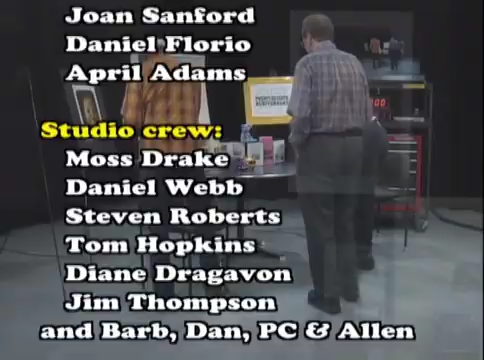 Joan Sanford
Daniel Florio
April Adams
Studio crew:
Moss Drake
Daniel Webb
Steven Roberts
Tom Hopkins
Diane Dragavon
Jim Thompson
and Barb, Dan, PC & Allen